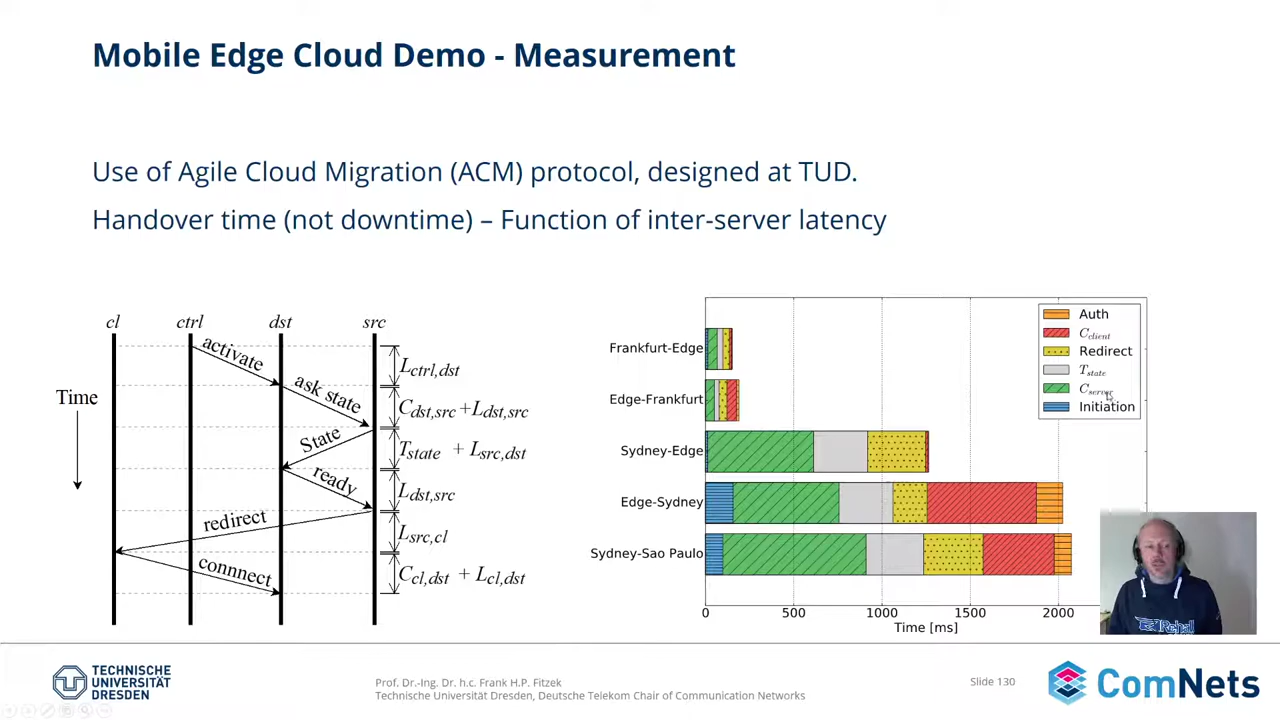 Mobile Edge Cloud Demo - Measurement
Use of Agile Cloud Migration (ACM) protocol, designed at TUD.
Handover time (not downtime) – Function of inter-server latency
cl
ctrl
dst
src
Time
activate
ask state
State
ready
redirect
connnect
Lctrl,dst
Cdst,src + Ldst,src
Tstate + Lsrc,dst
Ldst,src
Lsrc,cl
Ccl,dst + Lcl,dst
Frankfurt-Edge
Edge-Frankfurt
Sydney-Edge
Edge-Sydney
Sydney-Sao Paulo
Auth
Cclient
Redirect
Tstate
Cserver
Initiation
0 500 1000 1500 2000
Time [ms]
TECHNISCHE
UNIVERSITÄT
DRESDEN
Prof. Dr.-Ing. Dr. h.c. Frank H.P. Fitzek
Technische Universität Dresden, Deutsche Telekom Chair of Communication Networks
Slide 130
ComNets